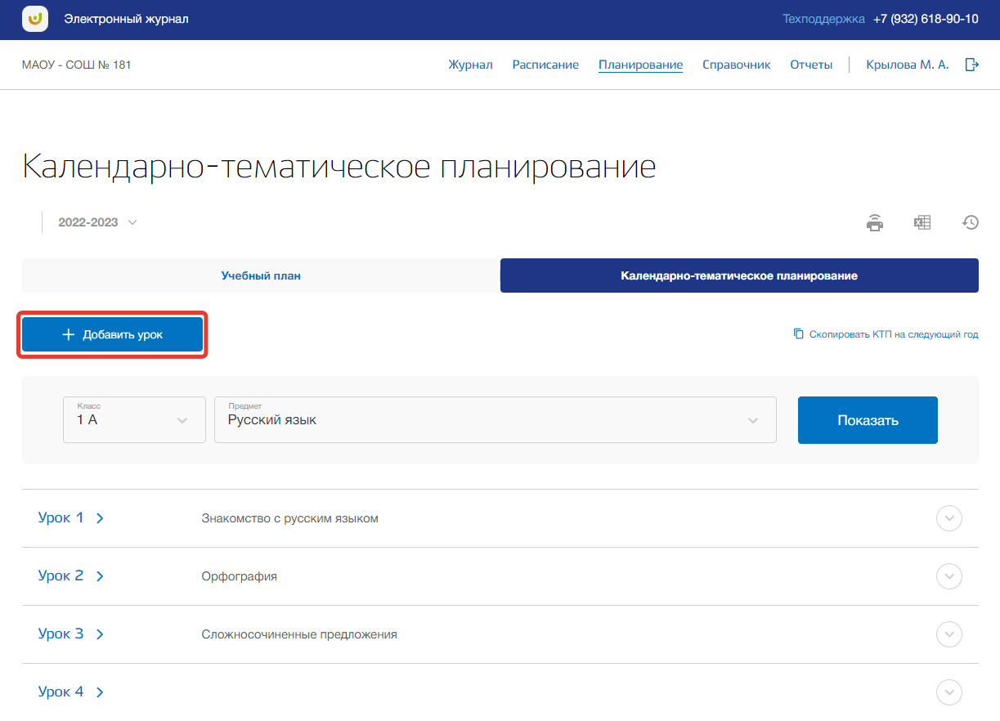 Электронный журнал
Техподдержка +7 (932) 618-90-10
МАОУ - СОШ № 181
Журнал Расписание Планирование Справочник Отчеты Крылова М. А.
Календарно-тематическое планирование
2022-2023
Учебный план
Календарно-тематическое планирование
Добавить урок
Скопировать КТП на следующий год
Класс
1 А
Предмет
Русский язык
Показать
Урок 1 Знакомство с русским языком
Урок 2 Орфография
Урок 3 Сложносочиненные предложения
Урок 4